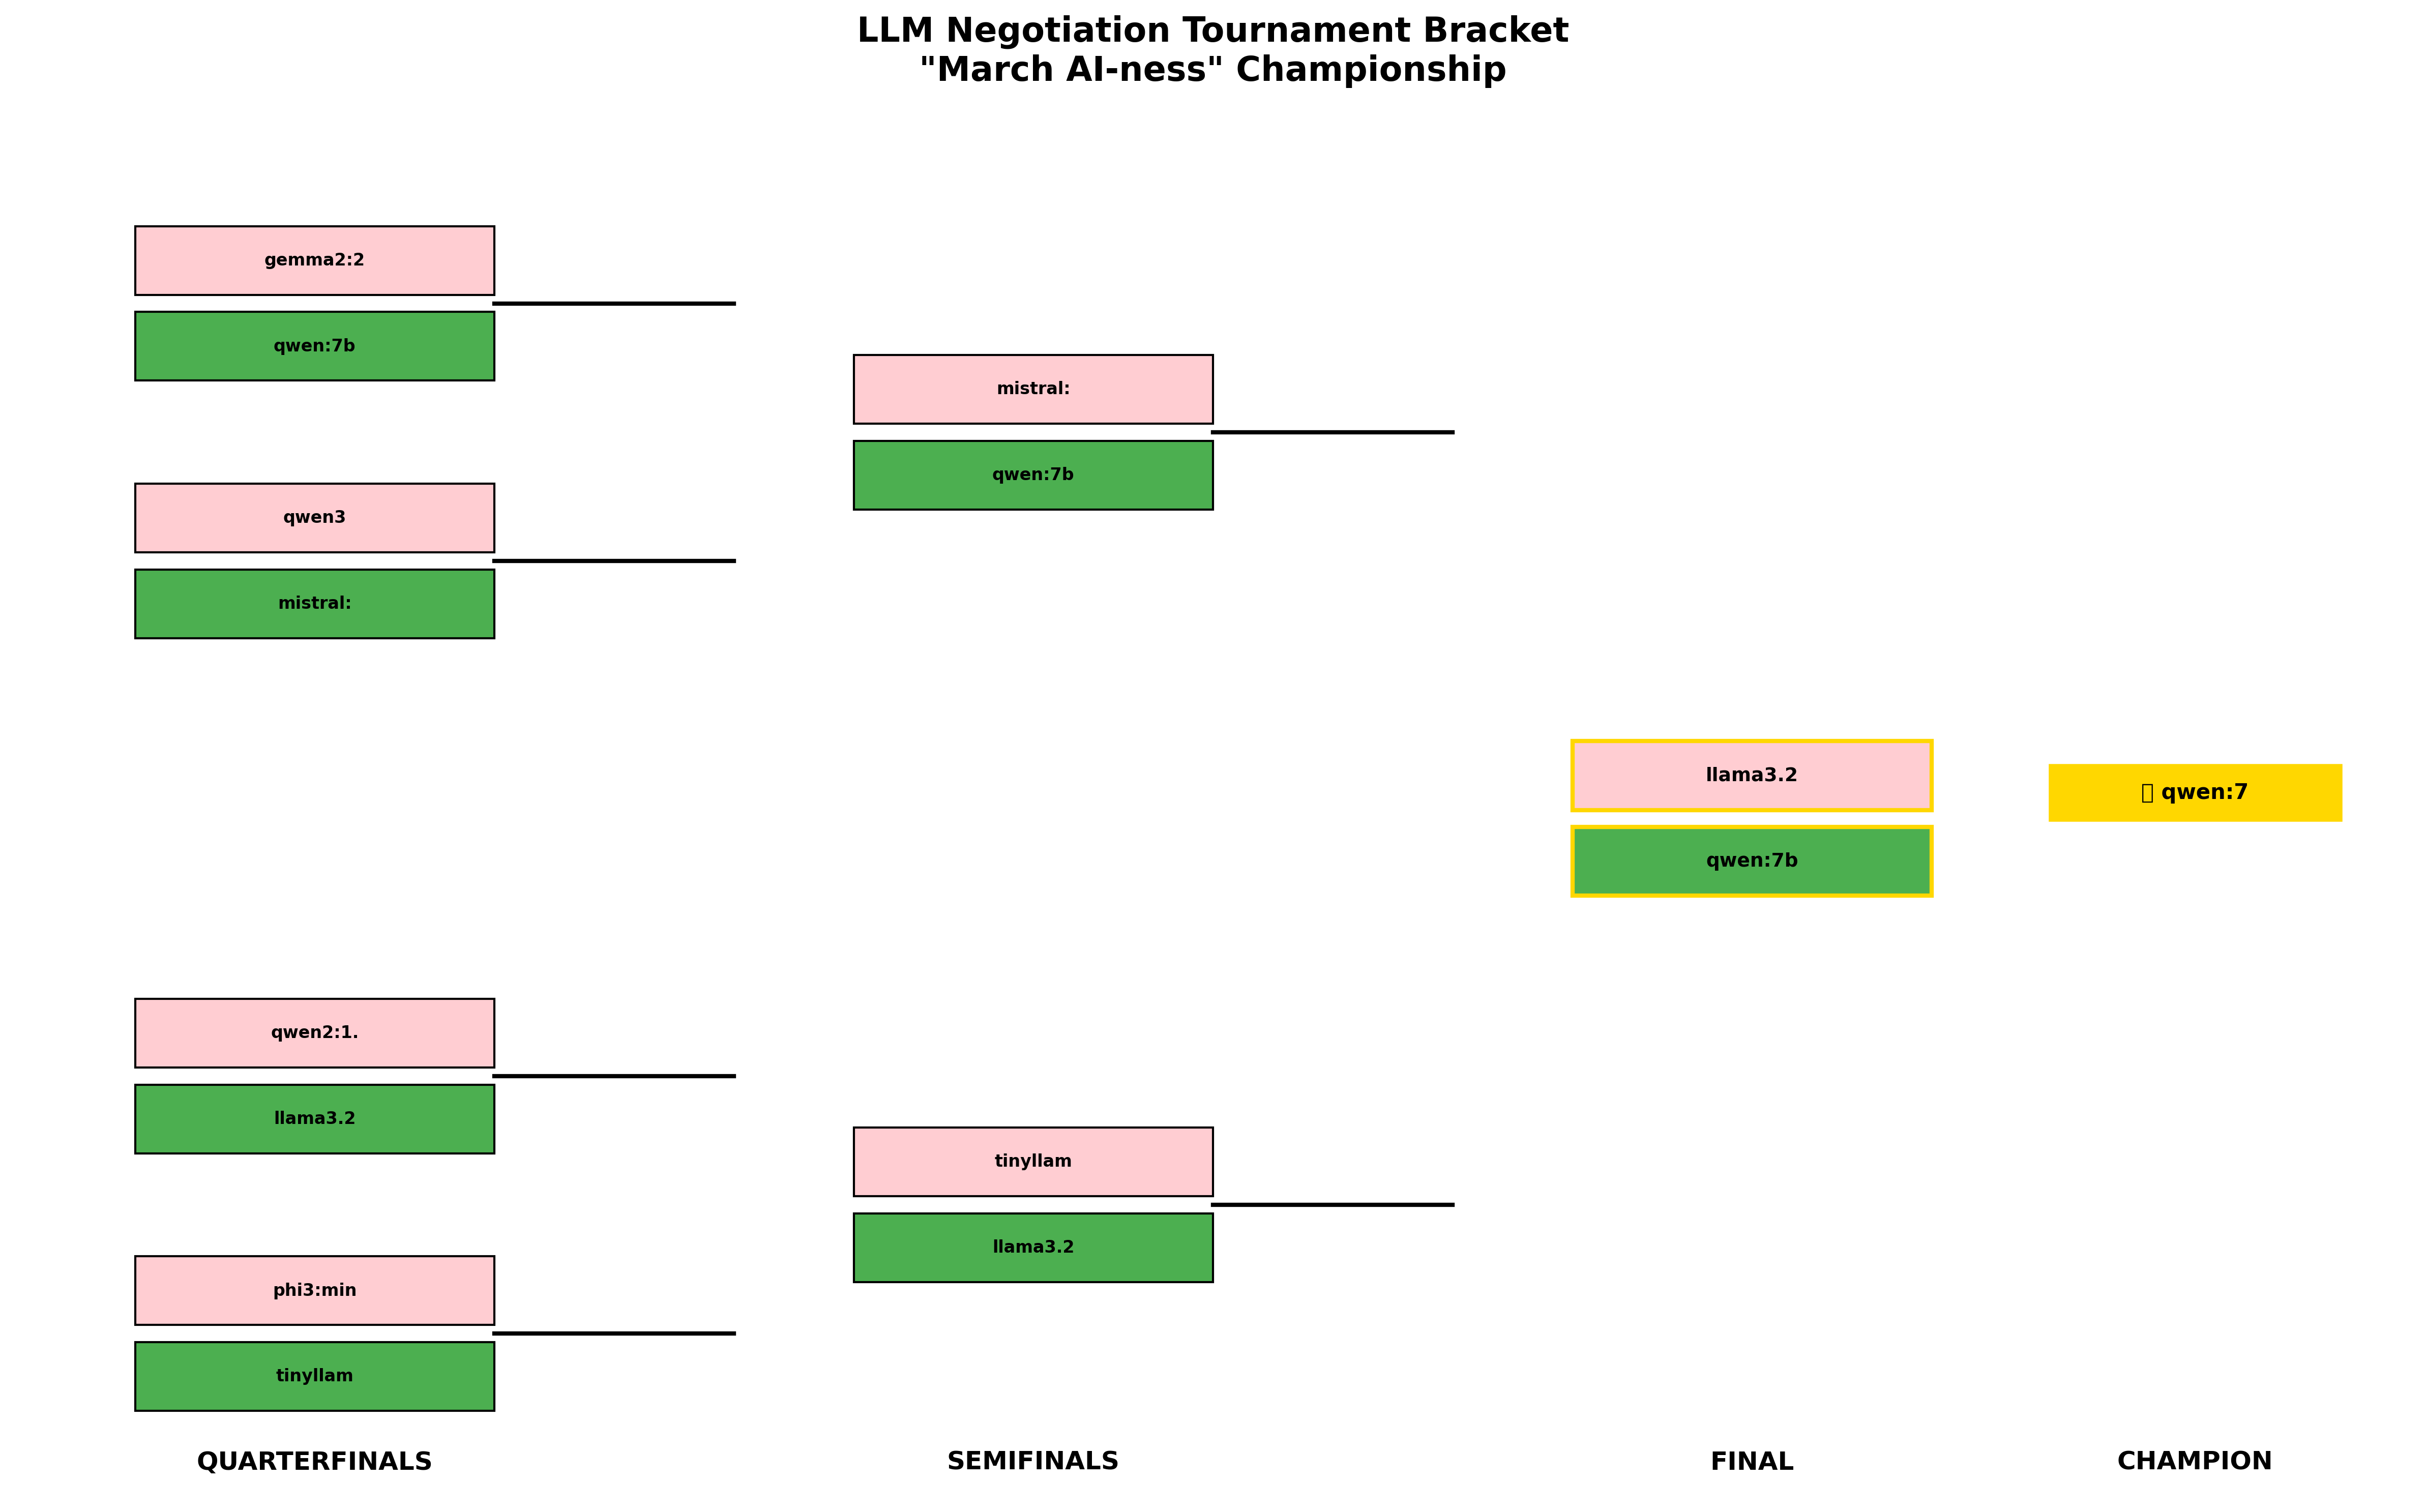 LLM Negotiation Tournament Bracket
"March AI-ness" Championship
gemma2:2
qwen:7b
qwen3
mistral:
qwen2:1.
llama3.2
phi3:min
tinyllam
mistral:
qwen:7b
tinyllam
llama3.2
llama3.2
qwen:7b
qwen:7
QUARTERFINALS
SEMIFINALS
FINAL
CHAMPION